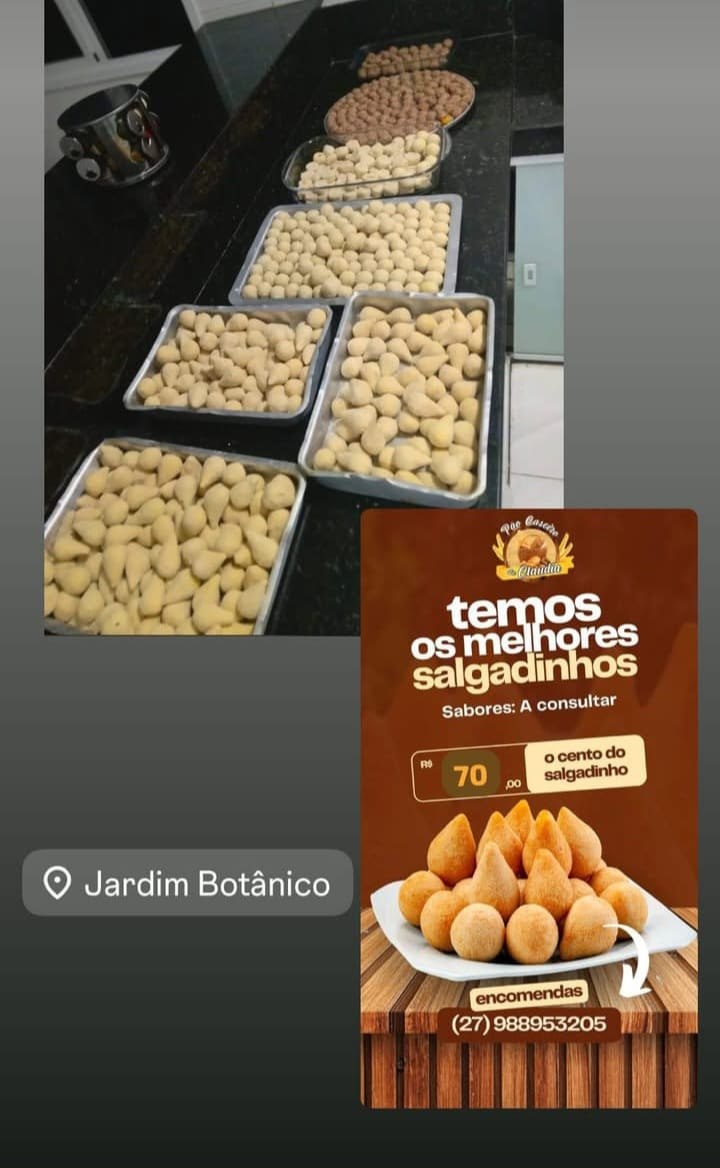 Pão Caseiro
da Claudia
temos
os melhores
salgadinhos
Sabores: A consultar
R$ 70,00
o cento do
salgadinho
Jardim Botânico
encomendas
(27) 988953205